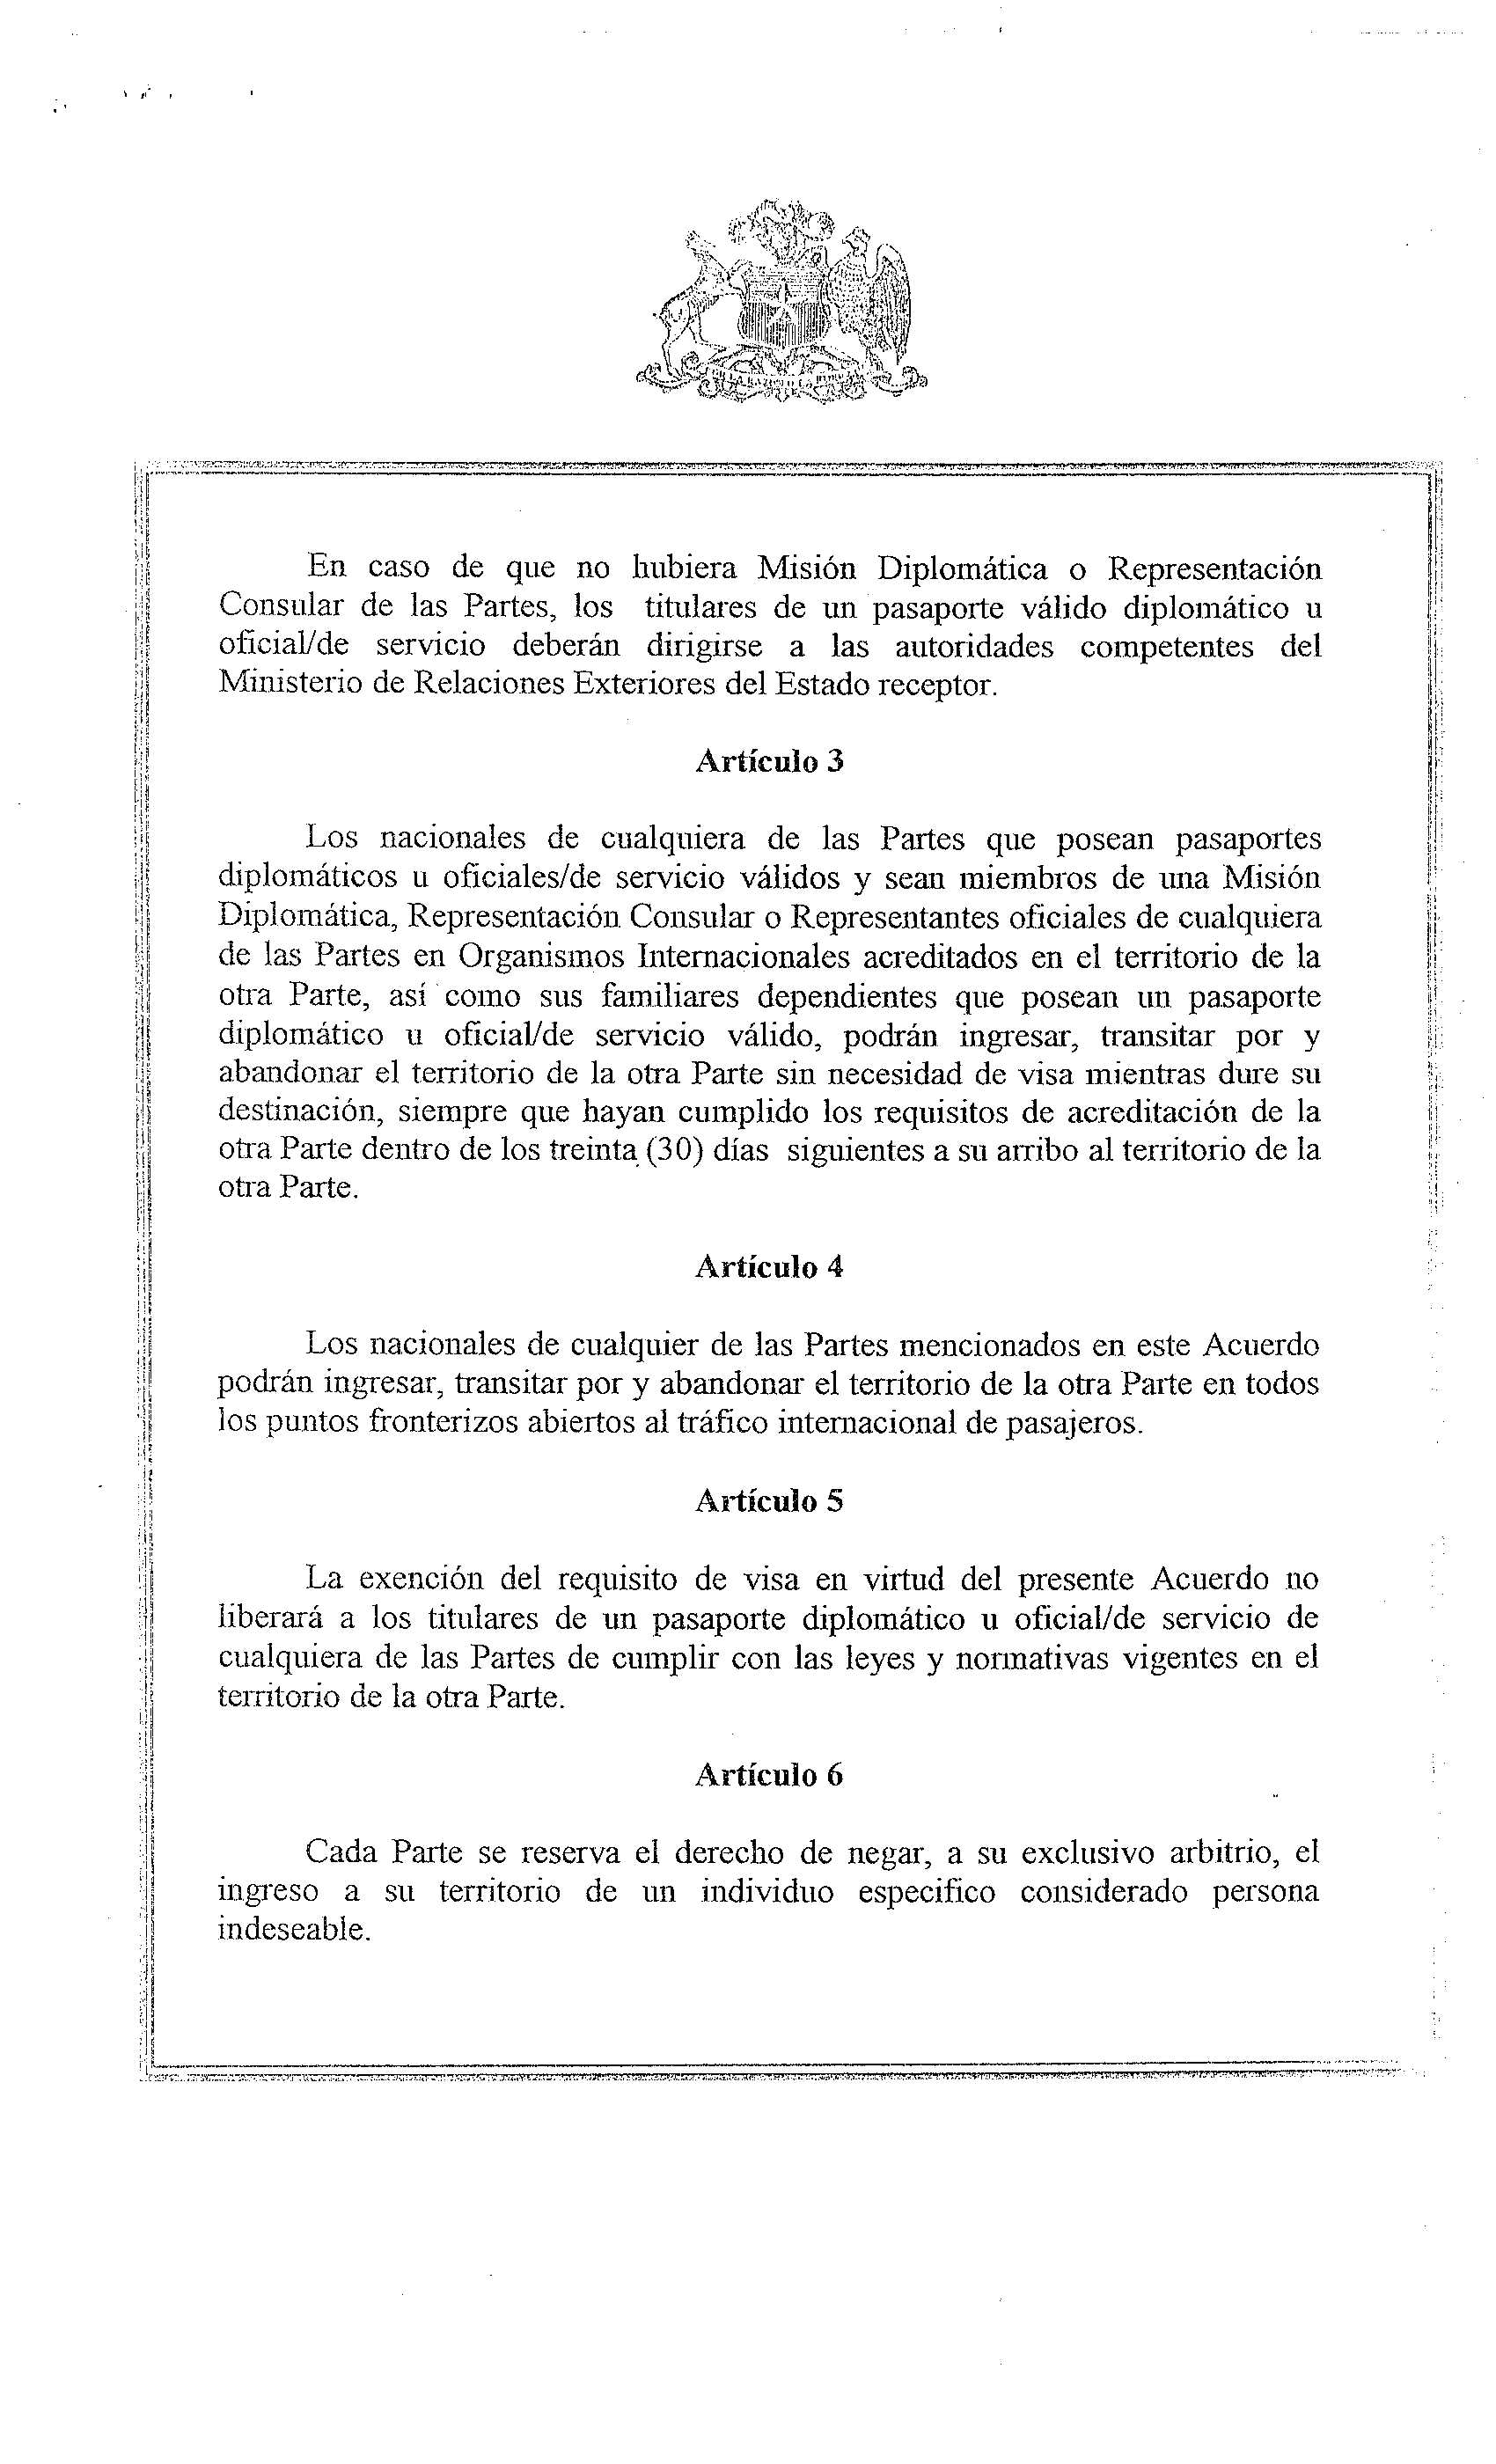 En caso de que no hubiera Misión Diplomática o Representación
Consular de las Partes, los titulares de un pasaporte válido diplomático u
oficial/de servicio deberán dirigirse a las autoridades competentes del
Ministerio de Relaciones Exteriores del Estado receptor.
Artículo 3
Los nacionales de cualquiera de las Partes que posean pasaportes
diplomáticos u oficiales/de servicio válidos y sean miembros de una Misión
Diplomática, Representación Consular o Representantes oficiales de cualquiera
de las Partes en Organismos Internacionales acreditados en el territorio de la
otra Parte, así como sus familiares dependientes que posean un pasaporte
diplomático u oficial/de servicio válido, podrán ingresar, transitar por y
abandonar el territorio de la otra Parte sin necesidad de visa mientras dure su
destinación, siempre que hayan cumplido los requisitos de acreditación de la
otra Parte dentro de los treinta (30) días siguientes a su arribo al territorio de la
otra Parte.
Artículo 4
Los nacionales de cualquier de las Partes mencionados en este Acuerdo
podrán ingresar, transitar por y abandonar el territorio de la otra Parte en todos
los puntos fronterizos abiertos al tráfico internacional de pasajeros.
Artículo 5
La exención del requisito de visa en virtud del presente Acuerdo no
liberará a los titulares de un pasaporte diplomático u oficial/de servicio de
cualquiera de las Partes de cumplir con las leyes y normativas vigentes en el
territorio de la otra Parte.
Artículo 6
Cada Parte se reserva el derecho de negar, a su exclusivo arbitrio, el
ingreso a su territorio de un individuo especifico considerado persona
indeseable.